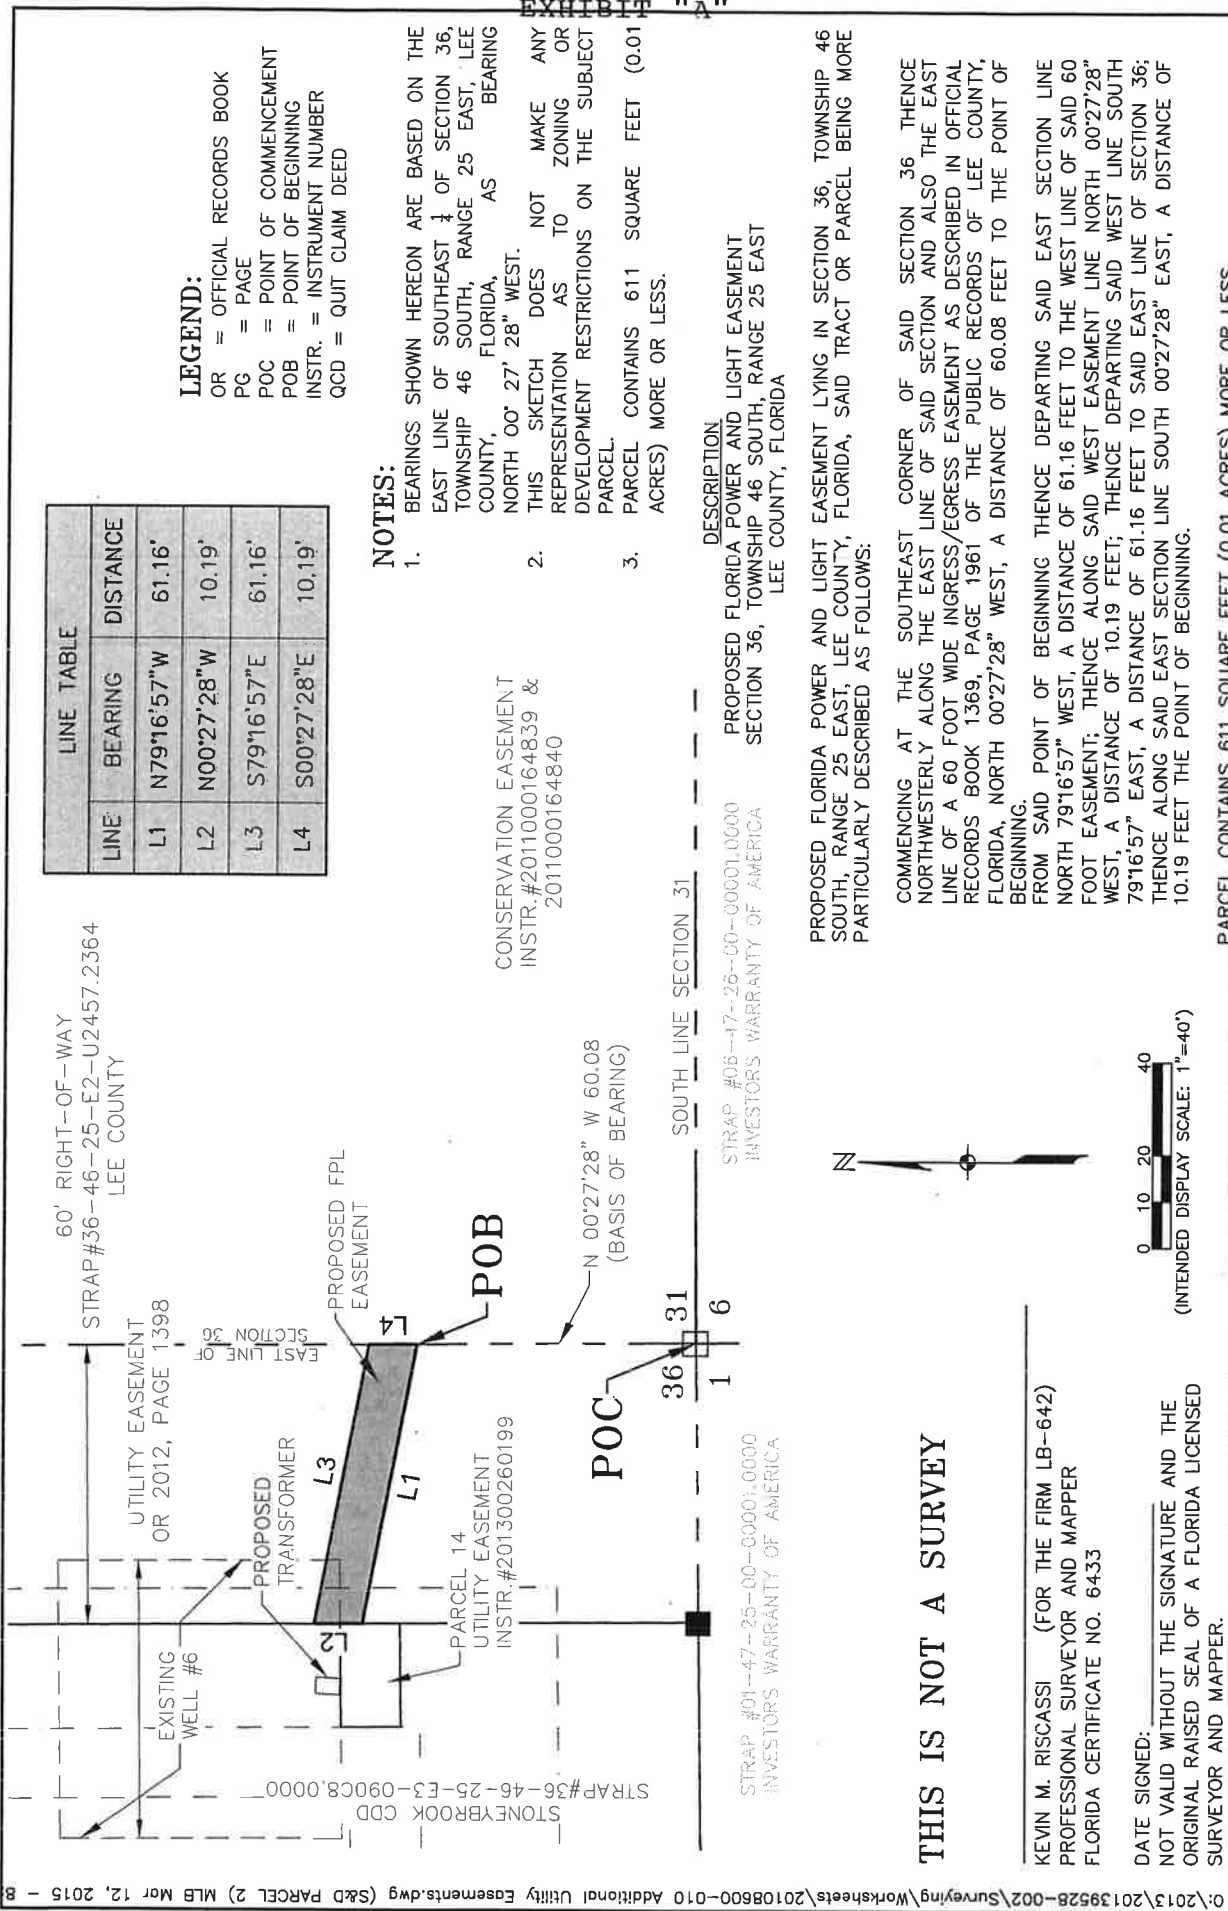 EXHIBIT "A"
LINE TABLE
LINE BEARING DISTANCE
L1 N79°16'57"W 61.16'
L2 N00°27'28"W 10.19'
L3 S79°16'57"E 61.16'
L4 S00°27'28"E 10.19'
LEGEND:
OR = OFFICIAL RECORDS BOOK
PG = PAGE
POC = POINT OF COMMENCEMENT
POB = POINT OF BEGINNING
INSTR. = INSTRUMENT NUMBER
QCD = QUIT CLAIM DEED
NOTES:
1. BEARINGS SHOWN HEREON ARE BASED ON THE
EAST LINE OF SOUTHEAST ¼ OF SECTION 36,
TOWNSHIP 46 SOUTH, RANGE 25 EAST, LEE
COUNTY, FLORIDA, AS BEARING
NORTH 00° 27' 28" WEST.
2. THIS SKETCH DOES NOT MAKE ANY
REPRESENTATION AS TO ZONING OR
DEVELOPMENT RESTRICTIONS ON THE SUBJECT
PARCEL.
3. PARCEL CONTAINS 611 SQUARE FEET (0.01
ACRES) MORE OR LESS.
60' RIGHT-OF-WAY
STRAP#36-46-25-E2-U2457.2364
LEE COUNTY
UTILITY EASEMENT
OR 2012, PAGE 1398
EAST LINE OF
SECTION 36
EXISTING
WELL #6
PROPOSED
TRANSFORMER
PROPOSED FPL
EASEMENT
L3
L4
L1
L2
POB
PARCEL 14
UTILITY EASEMENT
INSTR.#2013000260199
STONEYBROOK CDD
STRAP#36-46-25-E3-090C8.0000
CONSERVATION EASEMENT
INSTR.#2011000164839 &
2011000164840
N 00°27'28" W 60.08
(BASIS OF BEARING)
POC
36 31
1 6
SOUTH LINE SECTION 31
STRAP #01-47-25-00-00001.0000
INVESTORS WARRANTY OF AMERICA
STRAP #06-47-26-00-00001.0000
INVESTORS WARRANTY OF AMERICA
DESCRIPTION
PROPOSED FLORIDA POWER AND LIGHT EASEMENT
SECTION 36, TOWNSHIP 46 SOUTH, RANGE 25 EAST
LEE COUNTY, FLORIDA
PROPOSED FLORIDA POWER AND LIGHT EASEMENT LYING IN SECTION 36, TOWNSHIP 46
SOUTH, RANGE 25 EAST, LEE COUNTY, FLORIDA, SAID TRACT OR PARCEL BEING MORE
PARTICULARLY DESCRIBED AS FOLLOWS:
COMMENCING AT THE SOUTHEAST CORNER OF SAID SECTION 36 THENCE
NORTHWESTERLY ALONG THE EAST LINE OF SAID SECTION AND ALSO THE EAST
LINE OF A 60 FOOT WIDE INGRESS/EGRESS EASEMENT AS DESCRIBED IN OFFICIAL
RECORDS BOOK 1369, PAGE 1961 OF THE PUBLIC RECORDS OF LEE COUNTY,
FLORIDA, NORTH 00°27'28" WEST, A DISTANCE OF 60.08 FEET TO THE POINT OF
BEGINNING.
FROM SAID POINT OF BEGINNING THENCE DEPARTING SAID EAST SECTION LINE
NORTH 79°16'57" WEST, A DISTANCE OF 61.16 FEET TO THE WEST LINE OF SAID 60
FOOT EASEMENT; THENCE ALONG SAID WEST EASEMENT LINE NORTH 00°27'28"
WEST, A DISTANCE OF 10.19 FEET; THENCE DEPARTING SAID WEST LINE SOUTH
79°16'57" EAST, A DISTANCE OF 61.16 FEET TO SAID EAST LINE OF SECTION 36;
THENCE ALONG SAID EAST SECTION LINE SOUTH 00°27'28" EAST, A DISTANCE OF
10.19 FEET THE POINT OF BEGINNING.
PARCEL CONTAINS 611 SQUARE FEET (0.01 ACRES) MORE OR LESS
N
0 10 20 40
(INTENDED DISPLAY SCALE: 1"=40')
THIS IS NOT A SURVEY
KEVIN M. RISCASSI (FOR THE FIRM LB-642)
PROFESSIONAL SURVEYOR AND MAPPER
FLORIDA CERTIFICATE NO. 6433
DATE SIGNED:
NOT VALID WITHOUT THE SIGNATURE AND THE
ORIGINAL RAISED SEAL OF A FLORIDA LICENSED
SURVEYOR AND MAPPER.
O:\2013\20139528-002\Surveying\Worksheets\20108600-010 Additional Utility Easements.dwg (S&D PARCEL 2) MLB Mar 12, 2015 - 8